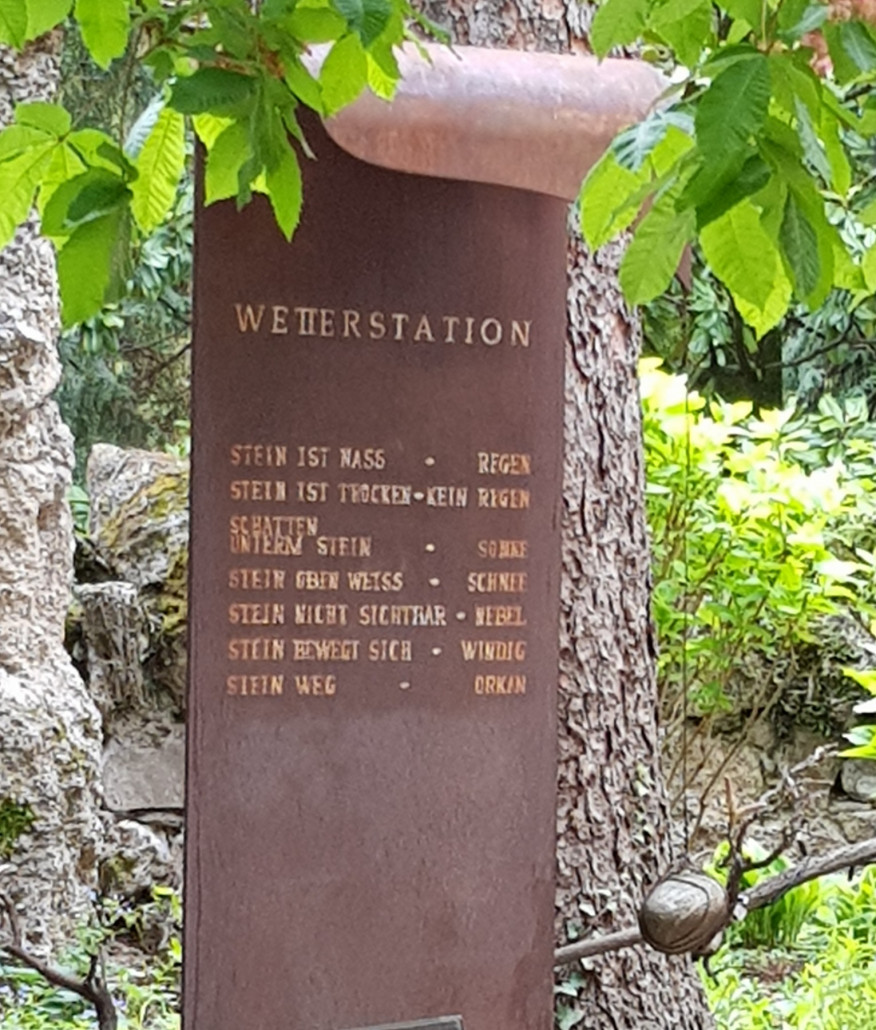 WETTERSTATION
STEIN IST NASS • REGEN
STEIN IST TROCKEN • KEIN REGEN
SCHATTEN
UNTERM STEIN • SONNE
STEIN OBEN WEISS • SCHNEE
STEIN NICHT SICHTBAR • NEBEL
STEIN BEWEGT SICH • WINDIG
STEIN WEG • ORKAN